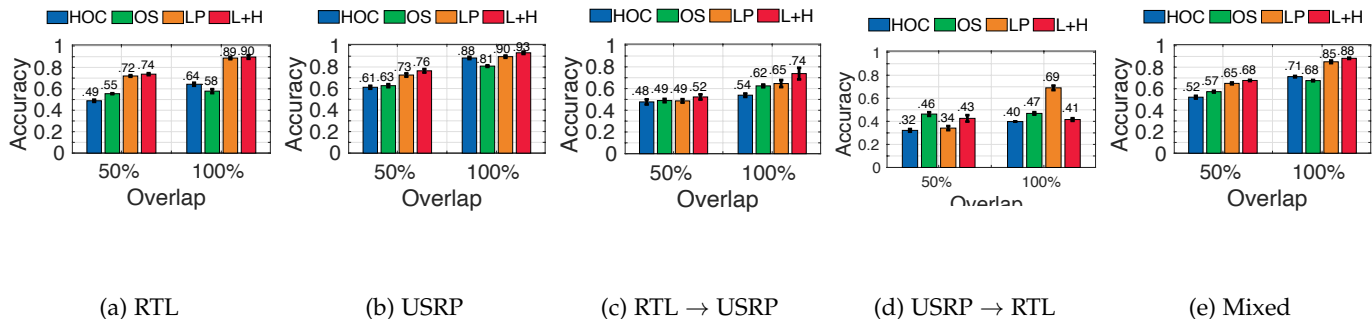 HOC OS LP L+H
Accuracy
1
0.8
0.6
0.4
0.2
0
.49 .55 .72 .74 .64 .58 .89 .90
50% 100%
Overlap
(a) RTL
HOC OS LP L+H
Accuracy
1
0.8
0.6
0.4
0.2
0
.61 .63 .73 .76 .88 .81 .90 .93
50% 100%
Overlap
(b) USRP
HOC OS LP L+H
Accuracy
1
0.8
0.6
0.4
0.2
0
.48 .49 .49 .52 .54 .62 .65 .74
50% 100%
Overlap
(c) RTL → USRP
HOC OS LP L+H
Accuracy
1
0.8
0.6
0.4
0.2
0
.32 .46 .34 .43 .40 .47 .69 .41
50% 100%
Overlap
(d) USRP → RTL
HOC OS LP L+H
Accuracy
1
0.8
0.6
0.4
0.2
0
.52 .57 .65 .68 .71 .68 .85 .88
50% 100%
Overlap
(e) Mixed